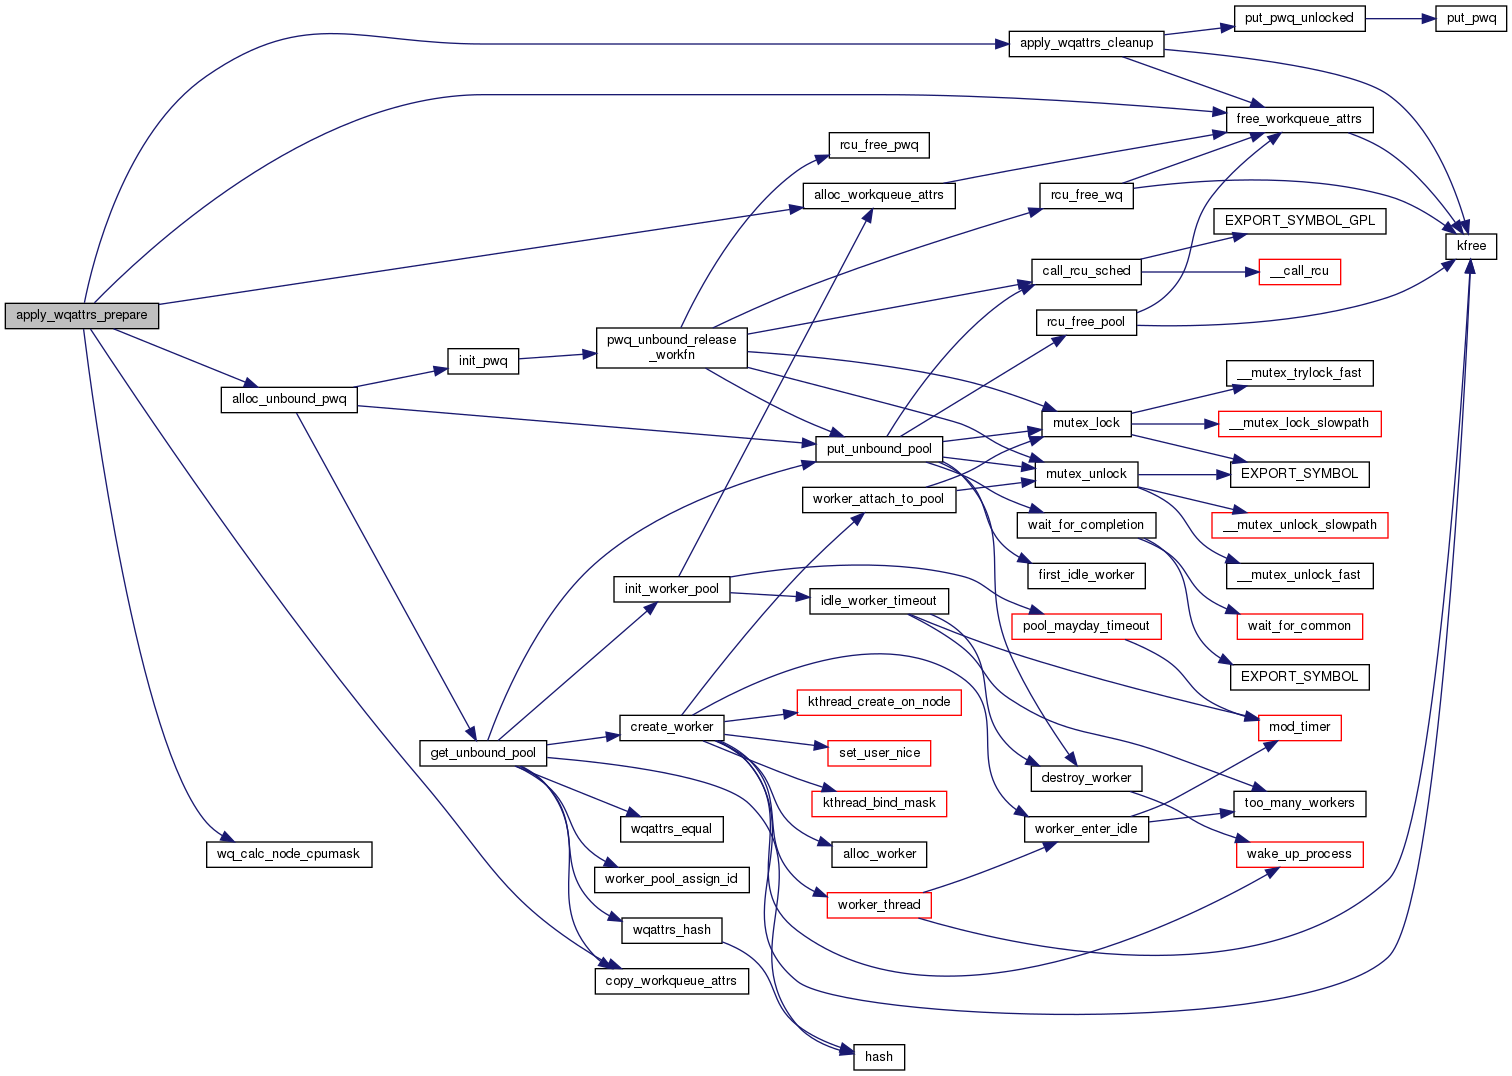 put_pwq_unlocked
put_pwq
apply_wqattrs_cleanup
free_workqueue_attrs
rcu_free_pwq
alloc_workqueue_attrs
rcu_free_wq
EXPORT_SYMBOL_GPL
kfree
call_rcu_sched
__call_rcu
apply_wqattrs_prepare
rcu_free_pool
pwq_unbound_release
_workfn
init_pwq
__mutex_trylock_fast
alloc_unbound_pwq
mutex_lock
__mutex_lock_slowpath
put_unbound_pool
mutex_unlock
EXPORT_SYMBOL
worker_attach_to_pool
wait_for_completion
__mutex_unlock_slowpath
first_idle_worker
__mutex_unlock_fast
init_worker_pool
idle_worker_timeout
pool_mayday_timeout
wait_for_common
EXPORT_SYMBOL
kthread_create_on_node
create_worker
mod_timer
get_unbound_pool
set_user_nice
destroy_worker
kthread_bind_mask
too_many_workers
wqattrs_equal
worker_enter_idle
wq_calc_node_cpumask
alloc_worker
wake_up_process
worker_pool_assign_id
worker_thread
wqattrs_hash
copy_workqueue_attrs
hash